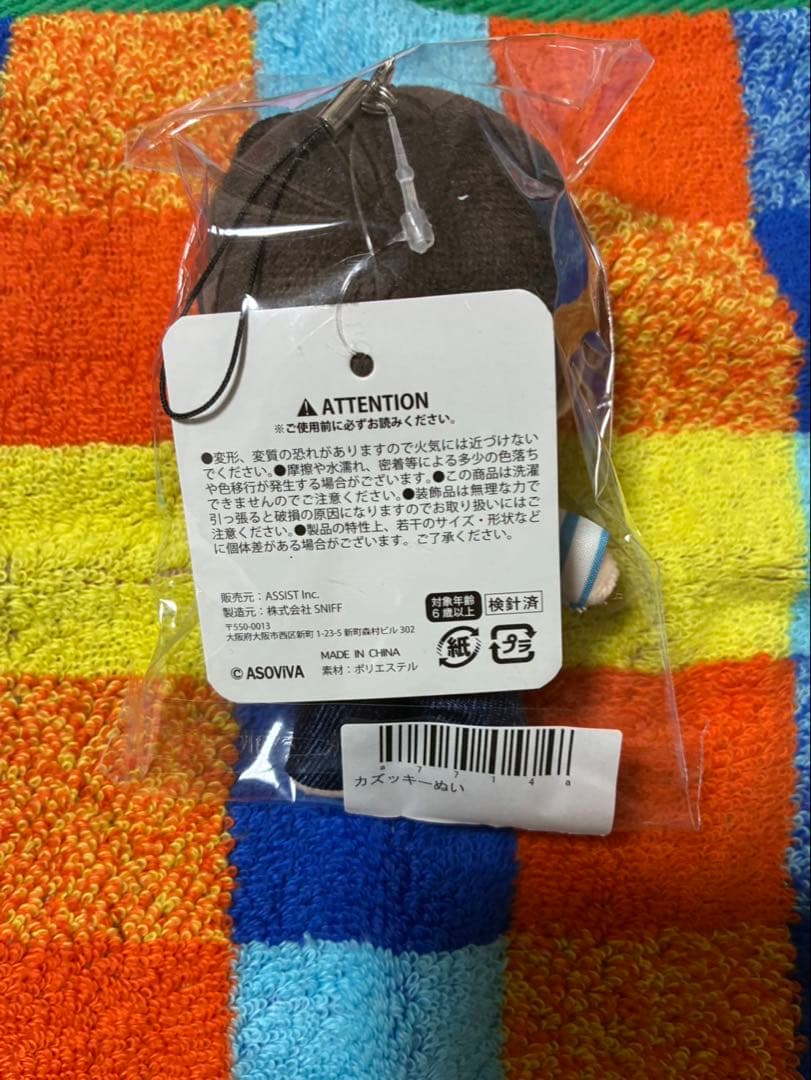 ⚠ ATTENTION
※ご使用前に必ずお読みください。
●変形、変質の恐れがありますので火気には近づけない
でください。●摩擦や水濡れ、密着等による多少の色落ち
や色移行が発生する場合がございます。●この商品は洗濯
できませんのでご注意ください。●装飾品は無理な力で
引っ張ると破損の原因になりますのでお取り扱いにはご
注意ください。●製品の特性上、若干のサイズ・形状など
に個体差がある場合がございます。ご了承ください。
販売元：ASSIST Inc.
製造元：株式会社 SNIFF
〒550-0013
大阪府大阪市西区新町 1-23-5 新町森村ビル 302
対象年齢
6歳以上
検針済
紙
プラ
MADE IN CHINA
© ASOViVA
素材：ポリエステル
a7714a
カズッキーぬい